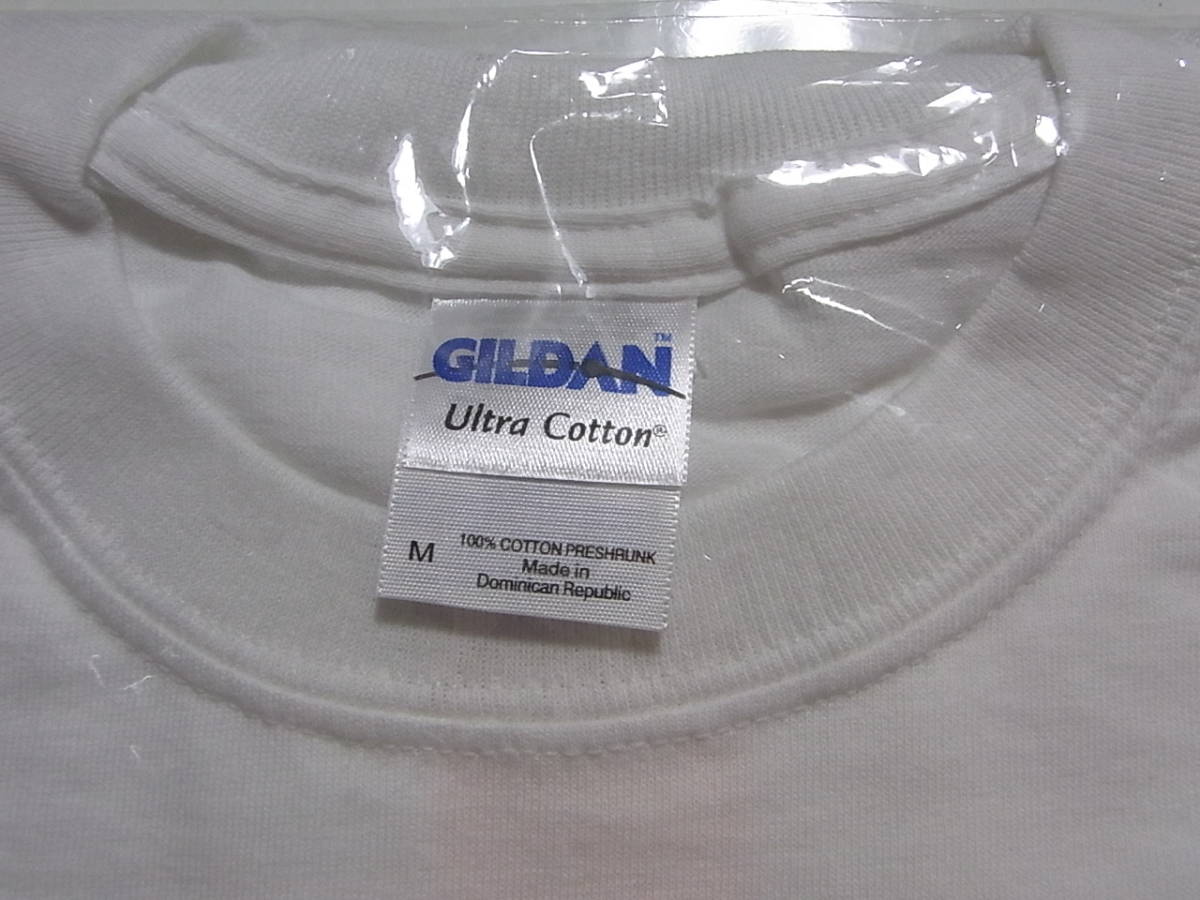 GILDAN™
Ultra Cotton®
M
100% COTTON PRESHRUNK
Made in
Dominican Republic